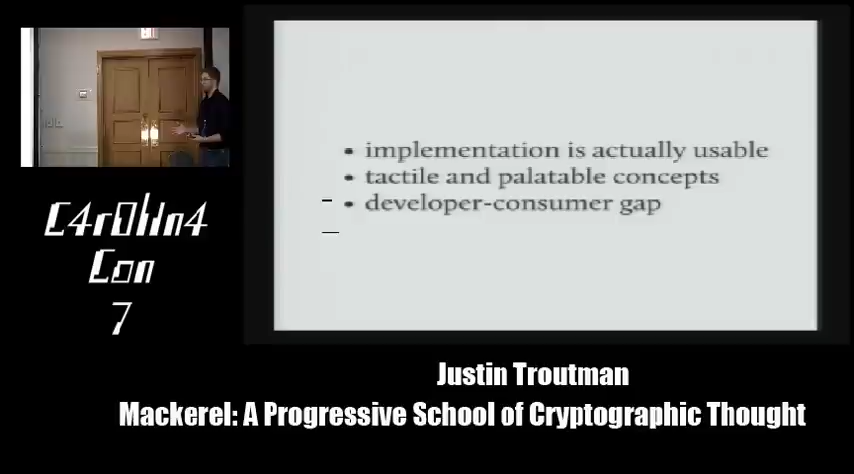 • implementation is actually usable
• tactile and palatable concepts
• developer-consumer gap
C4r0l1n4
Con
7
Justin Troutman
Mackerel: A Progressive School of Cryptographic Thought